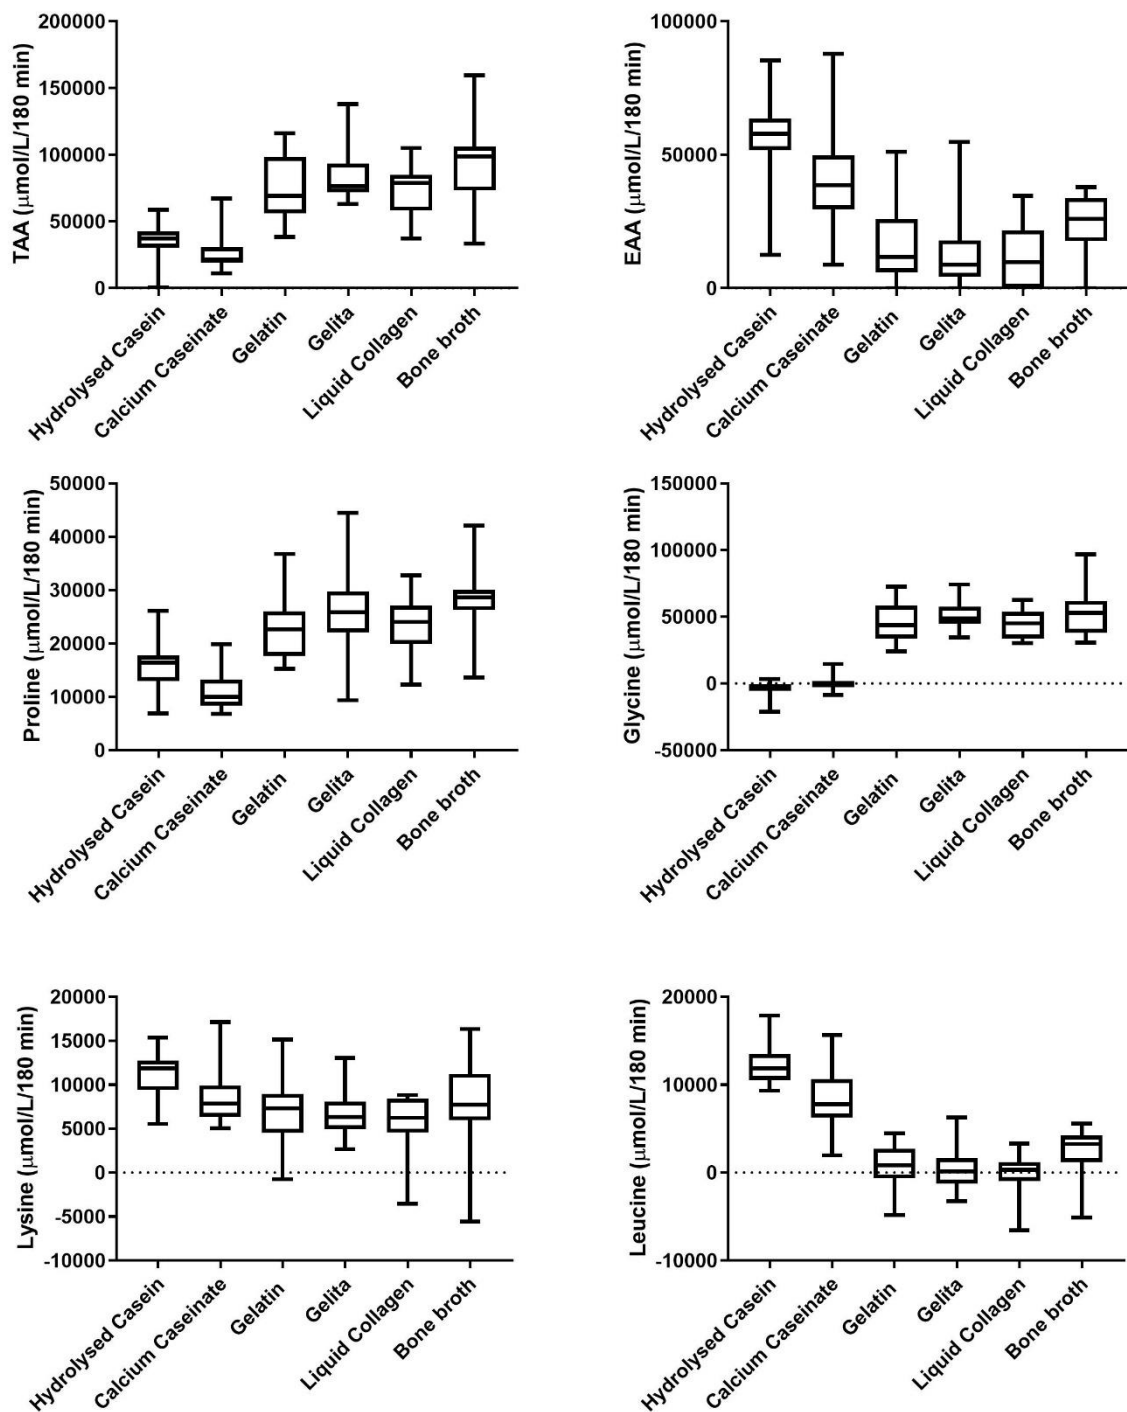 TAA (μmol/L/180 min)
200000
150000
100000
50000
0
Hydrolysed Casein
Calcium Caseinate
Gelatin
Gelita
Liquid Collagen
Bone broth
EAA (μmol/L/180 min)
100000
50000
0
Hydrolysed Casein
Calcium Caseinate
Gelatin
Gelita
Liquid Collagen
Bone broth
Proline (μmol/L/180 min)
50000
40000
30000
20000
10000
0
Hydrolysed Casein
Calcium Caseinate
Gelatin
Gelita
Liquid Collagen
Bone broth
Glycine (μmol/L/180 min)
150000
100000
50000
0
-50000
Hydrolysed Casein
Calcium Caseinate
Gelatin
Gelita
Liquid Collagen
Bone broth
Lysine (μmol/L/180 min)
20000
15000
10000
5000
0
-5000
-10000
Hydrolysed Casein
Calcium Caseinate
Gelatin
Gelita
Liquid Collagen
Bone broth
Leucine (μmol/L/180 min)
20000
10000
0
-10000
Hydrolysed Casein
Calcium Caseinate
Gelatin
Gelita
Liquid Collagen
Bone broth